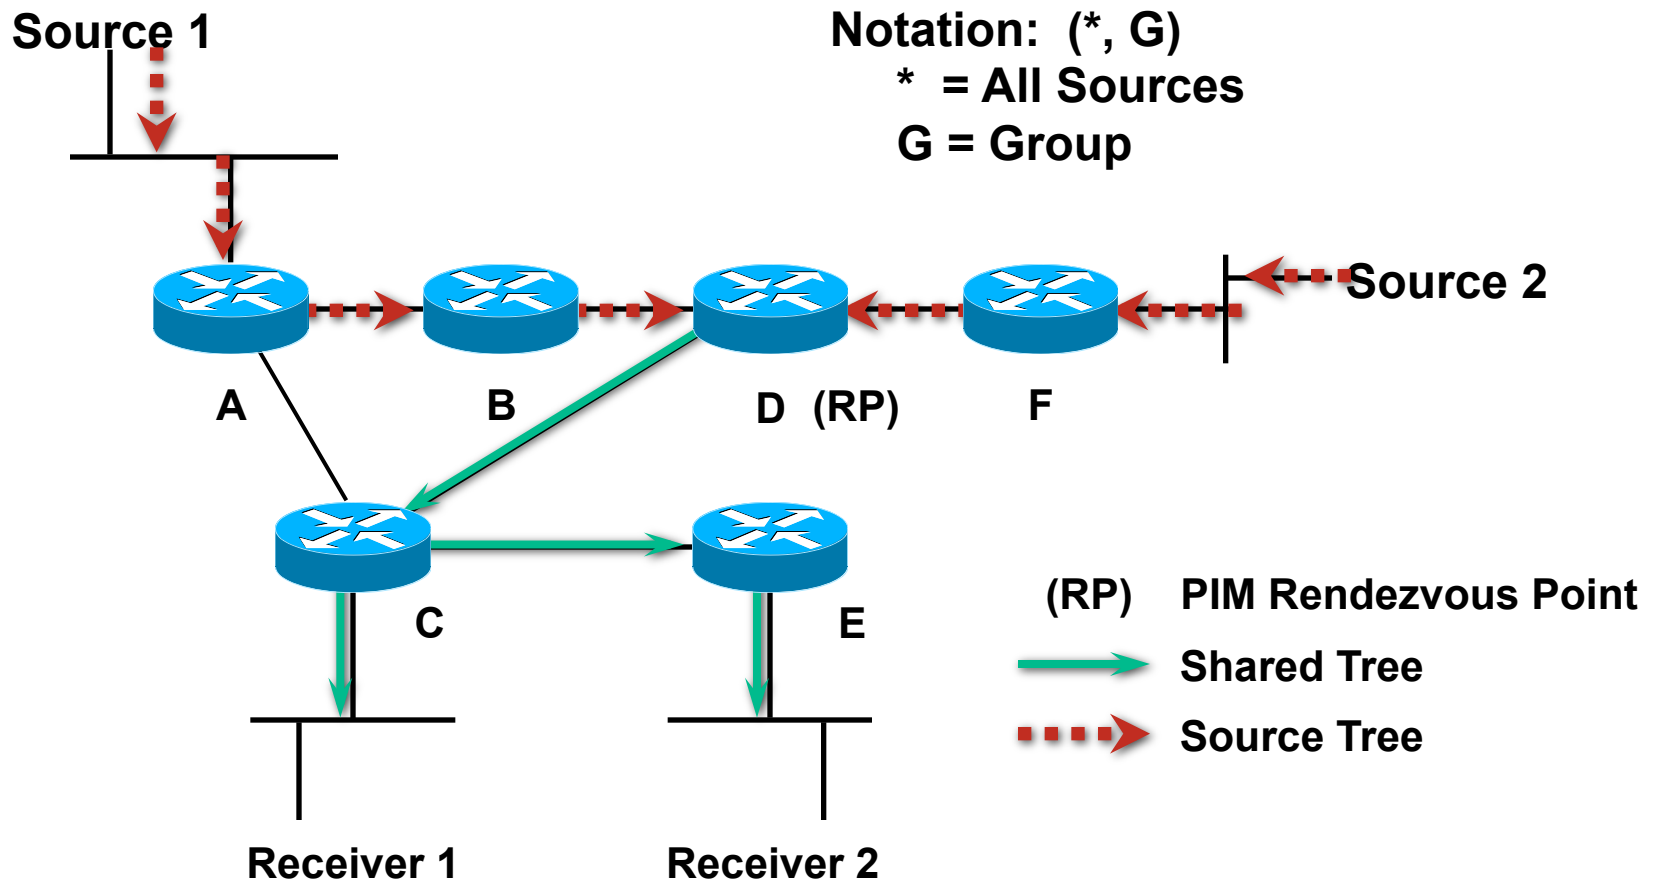 Source 1
Notation: (*, G)
* = All Sources
G = Group
Source 2
A
B
D (RP)
F
C
E
(RP) PIM Rendezvous Point
Shared Tree
Source Tree
Receiver 1
Receiver 2